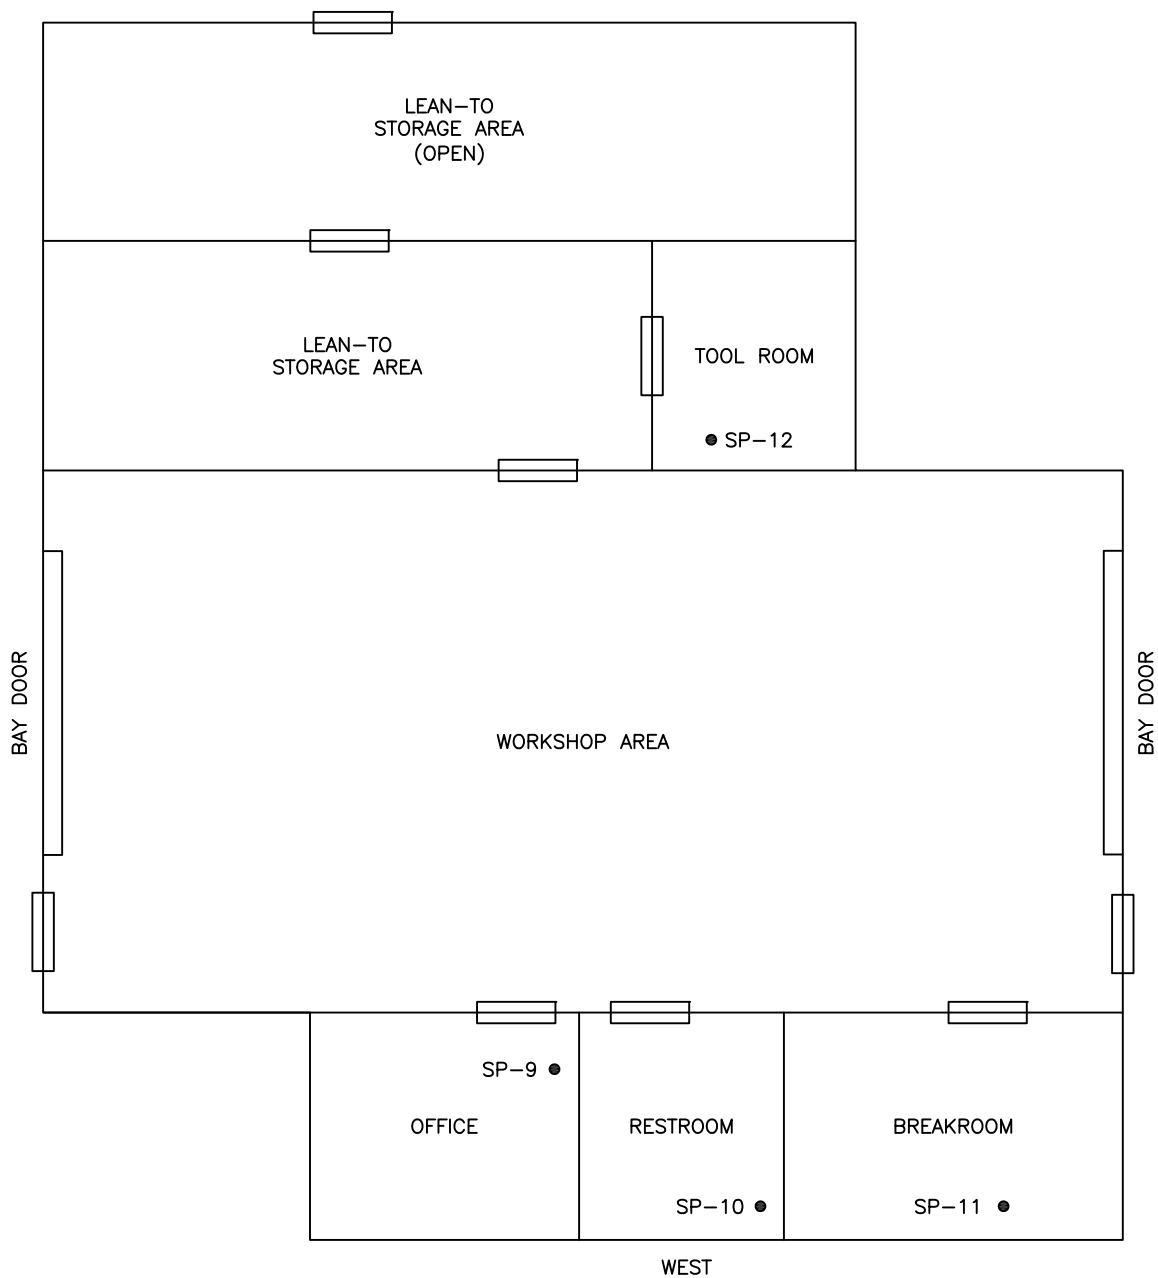 LEAN-TO
STORAGE AREA
(OPEN)
LEAN-TO
STORAGE AREA
TOOL ROOM
SP-12
BAY DOOR
WORKSHOP AREA
BAY DOOR
SP-9
OFFICE
RESTROOM
BREAKROOM
SP-10
SP-11
WEST